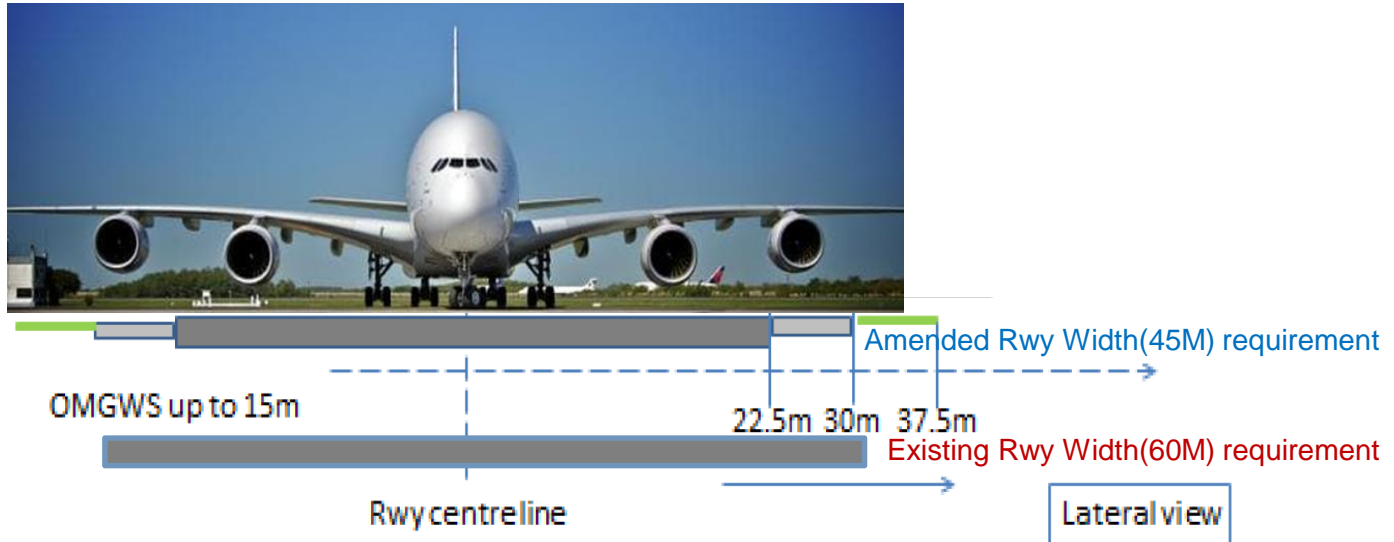 Amended Rwy Width(45M) requirement
OMGWS up to 15m
22.5m 30m 37.5m
Existing Rwy Width(60M) requirement
Rwy centreline
Lateral view